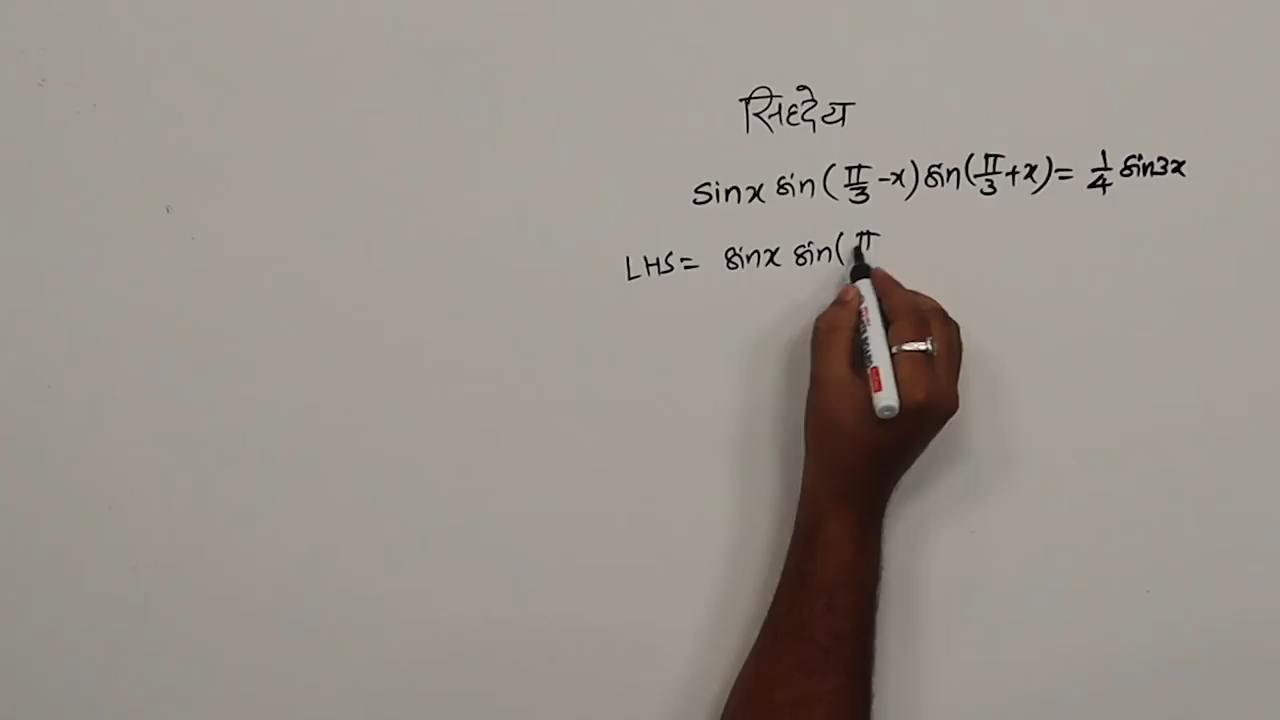 सिध्देय
sinx sin(π/3 -x) sin(π/3 +x) = 1/4 sin3x
LHS = sinx sin( π